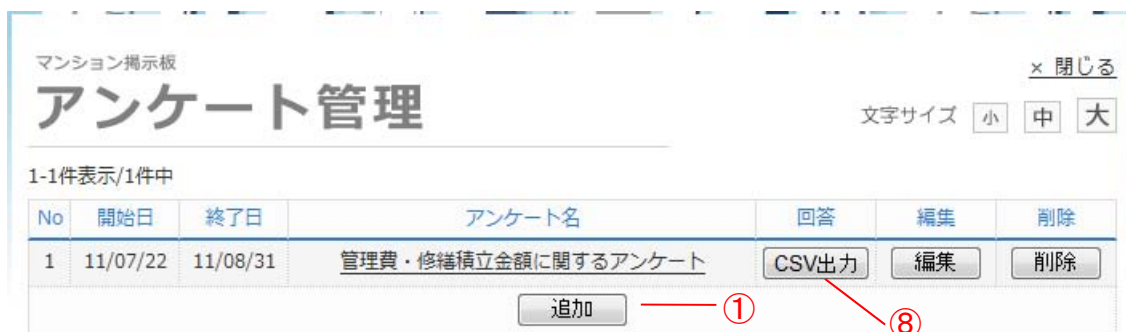 マンション掲示板
× 閉じる
アンケート管理
文字サイズ 小 中 大
1-1件表示/1件中
No 開始日 終了日 アンケート名 回答 編集 削除
1 11/07/22 11/08/31 管理費・修繕積立金額に関するアンケート CSV出力 編集 削除
追加 ①
⑧